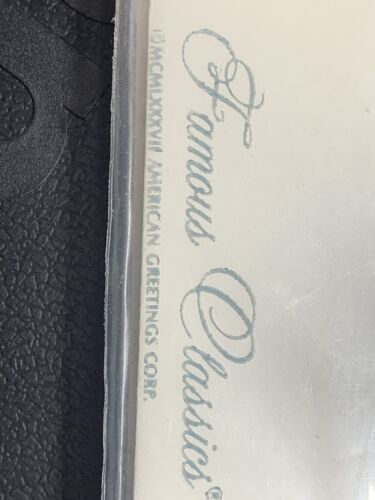 Famous Classics®
© MCMLXXXVII AMERICAN GREETINGS CORP.